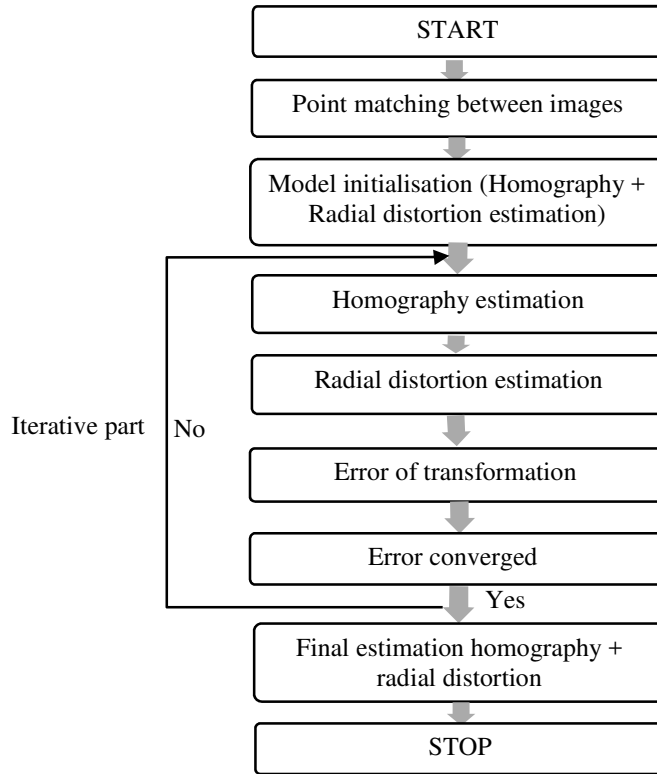 START
Point matching between images
Model initialisation (Homography +
Radial distortion estimation)
Homography estimation
Radial distortion estimation
Iterative part
No
Error of transformation
Error converged
Yes
Final estimation homography +
radial distortion
STOP